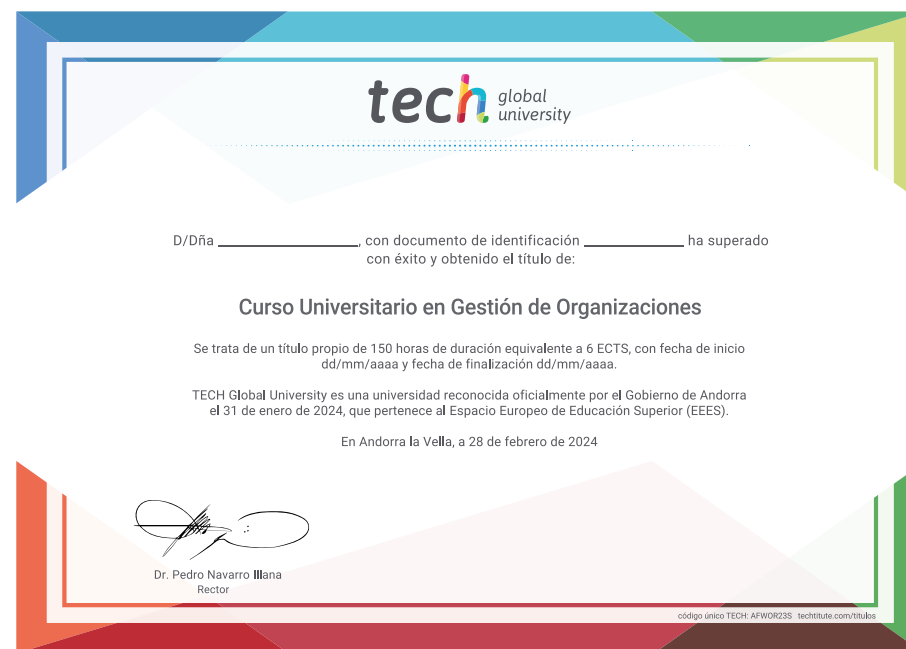 tech global university
D/Dña ____________________, con documento de identificación ______________ ha superado
con éxito y obtenido el título de:
Curso Universitario en Gestión de Organizaciones
Se trata de un título propio de 150 horas de duración equivalente a 6 ECTS, con fecha de inicio
dd/mm/aaaa y fecha de finalización dd/mm/aaaa.
TECH Global University es una universidad reconocida oficialmente por el Gobierno de Andorra
el 31 de enero de 2024, que pertenece al Espacio Europeo de Educación Superior (EEES).
En Andorra la Vella, a 28 de febrero de 2024
Dr. Pedro Navarro Illana
Rector
código único TECH: AFWOR23S techtitute.com/titulos